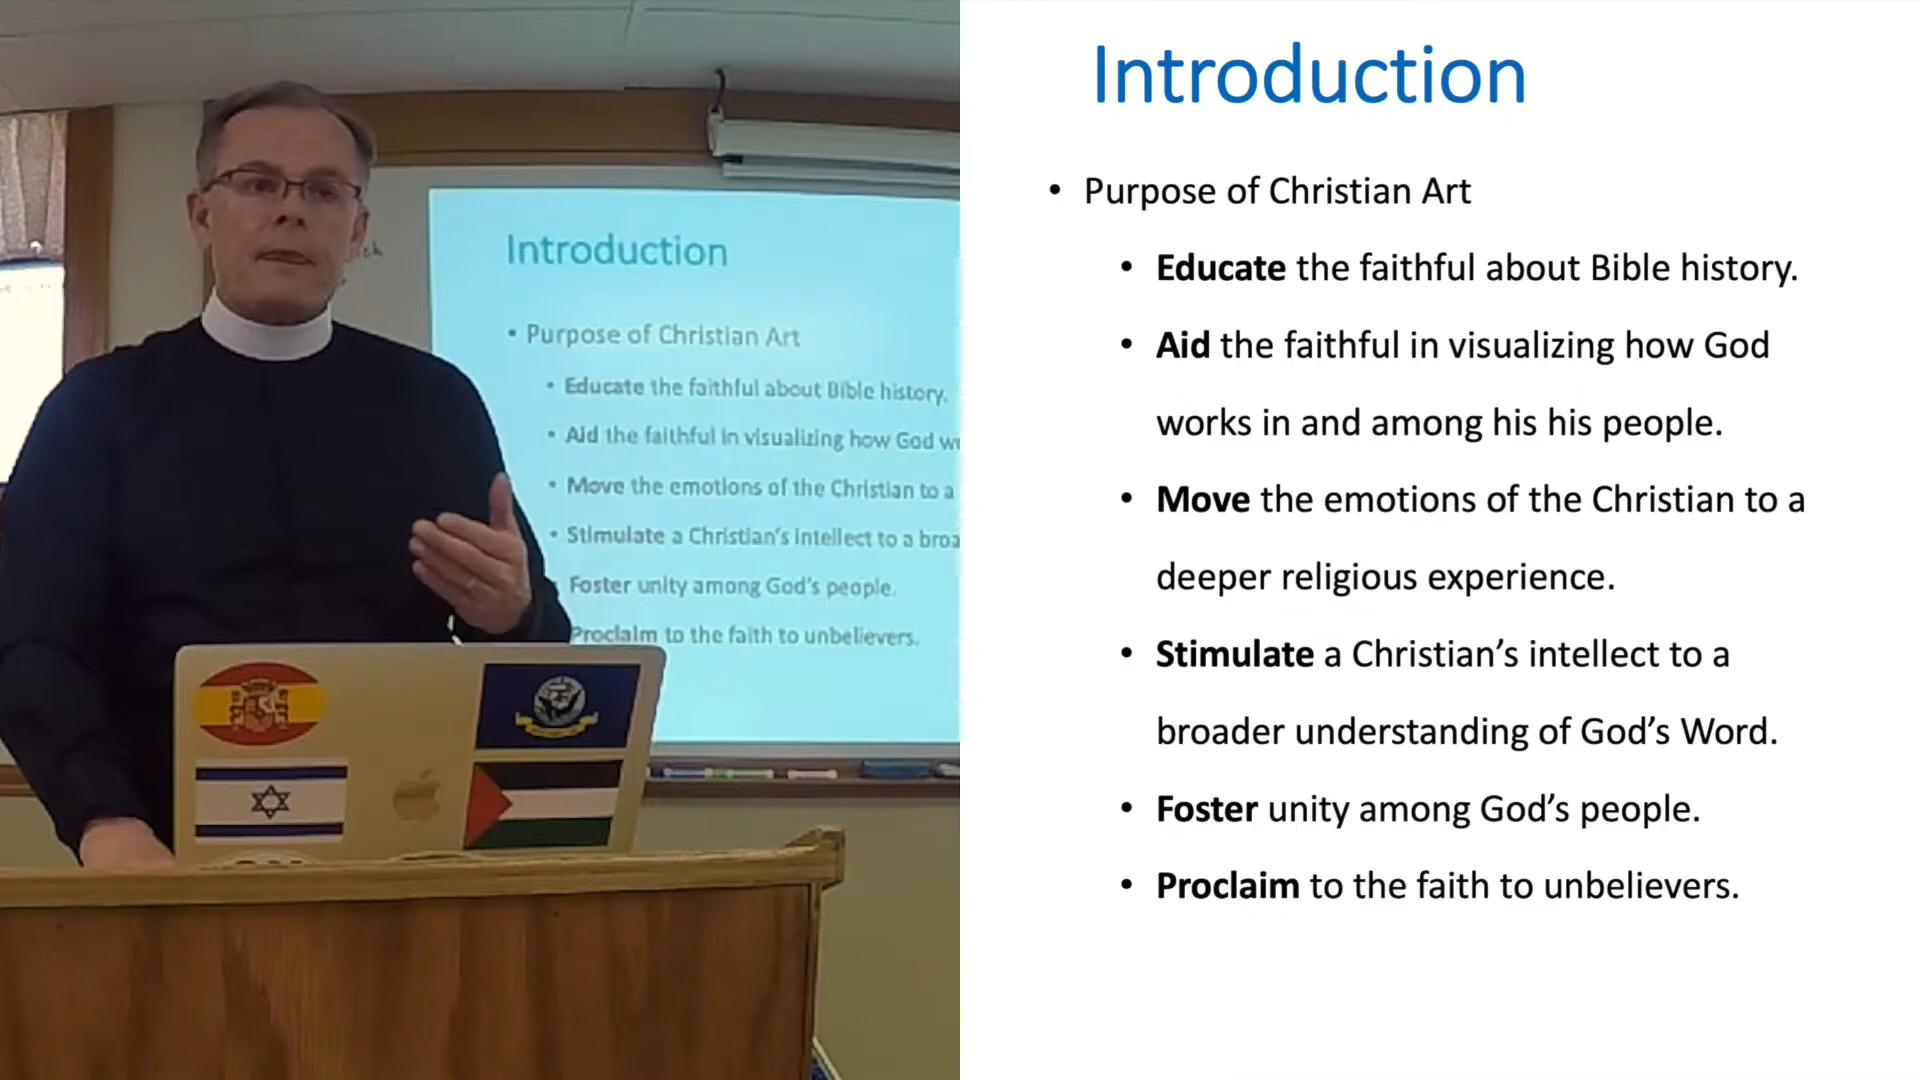 Introduction
• Purpose of Christian Art
• Educate the faithful about Bible history.
• Aid the faithful in visualizing how God w
• Move the emotions of the Christian to a
• Stimulate a Christian's intellect to a broa
Foster unity among God's people.
Proclaim to the faith to unbelievers.
Introduction
• Purpose of Christian Art
• Educate the faithful about Bible history.
• Aid the faithful in visualizing how God
works in and among his his people.
• Move the emotions of the Christian to a
deeper religious experience.
• Stimulate a Christian’s intellect to a
broader understanding of God’s Word.
• Foster unity among God’s people.
• Proclaim to the faith to unbelievers.